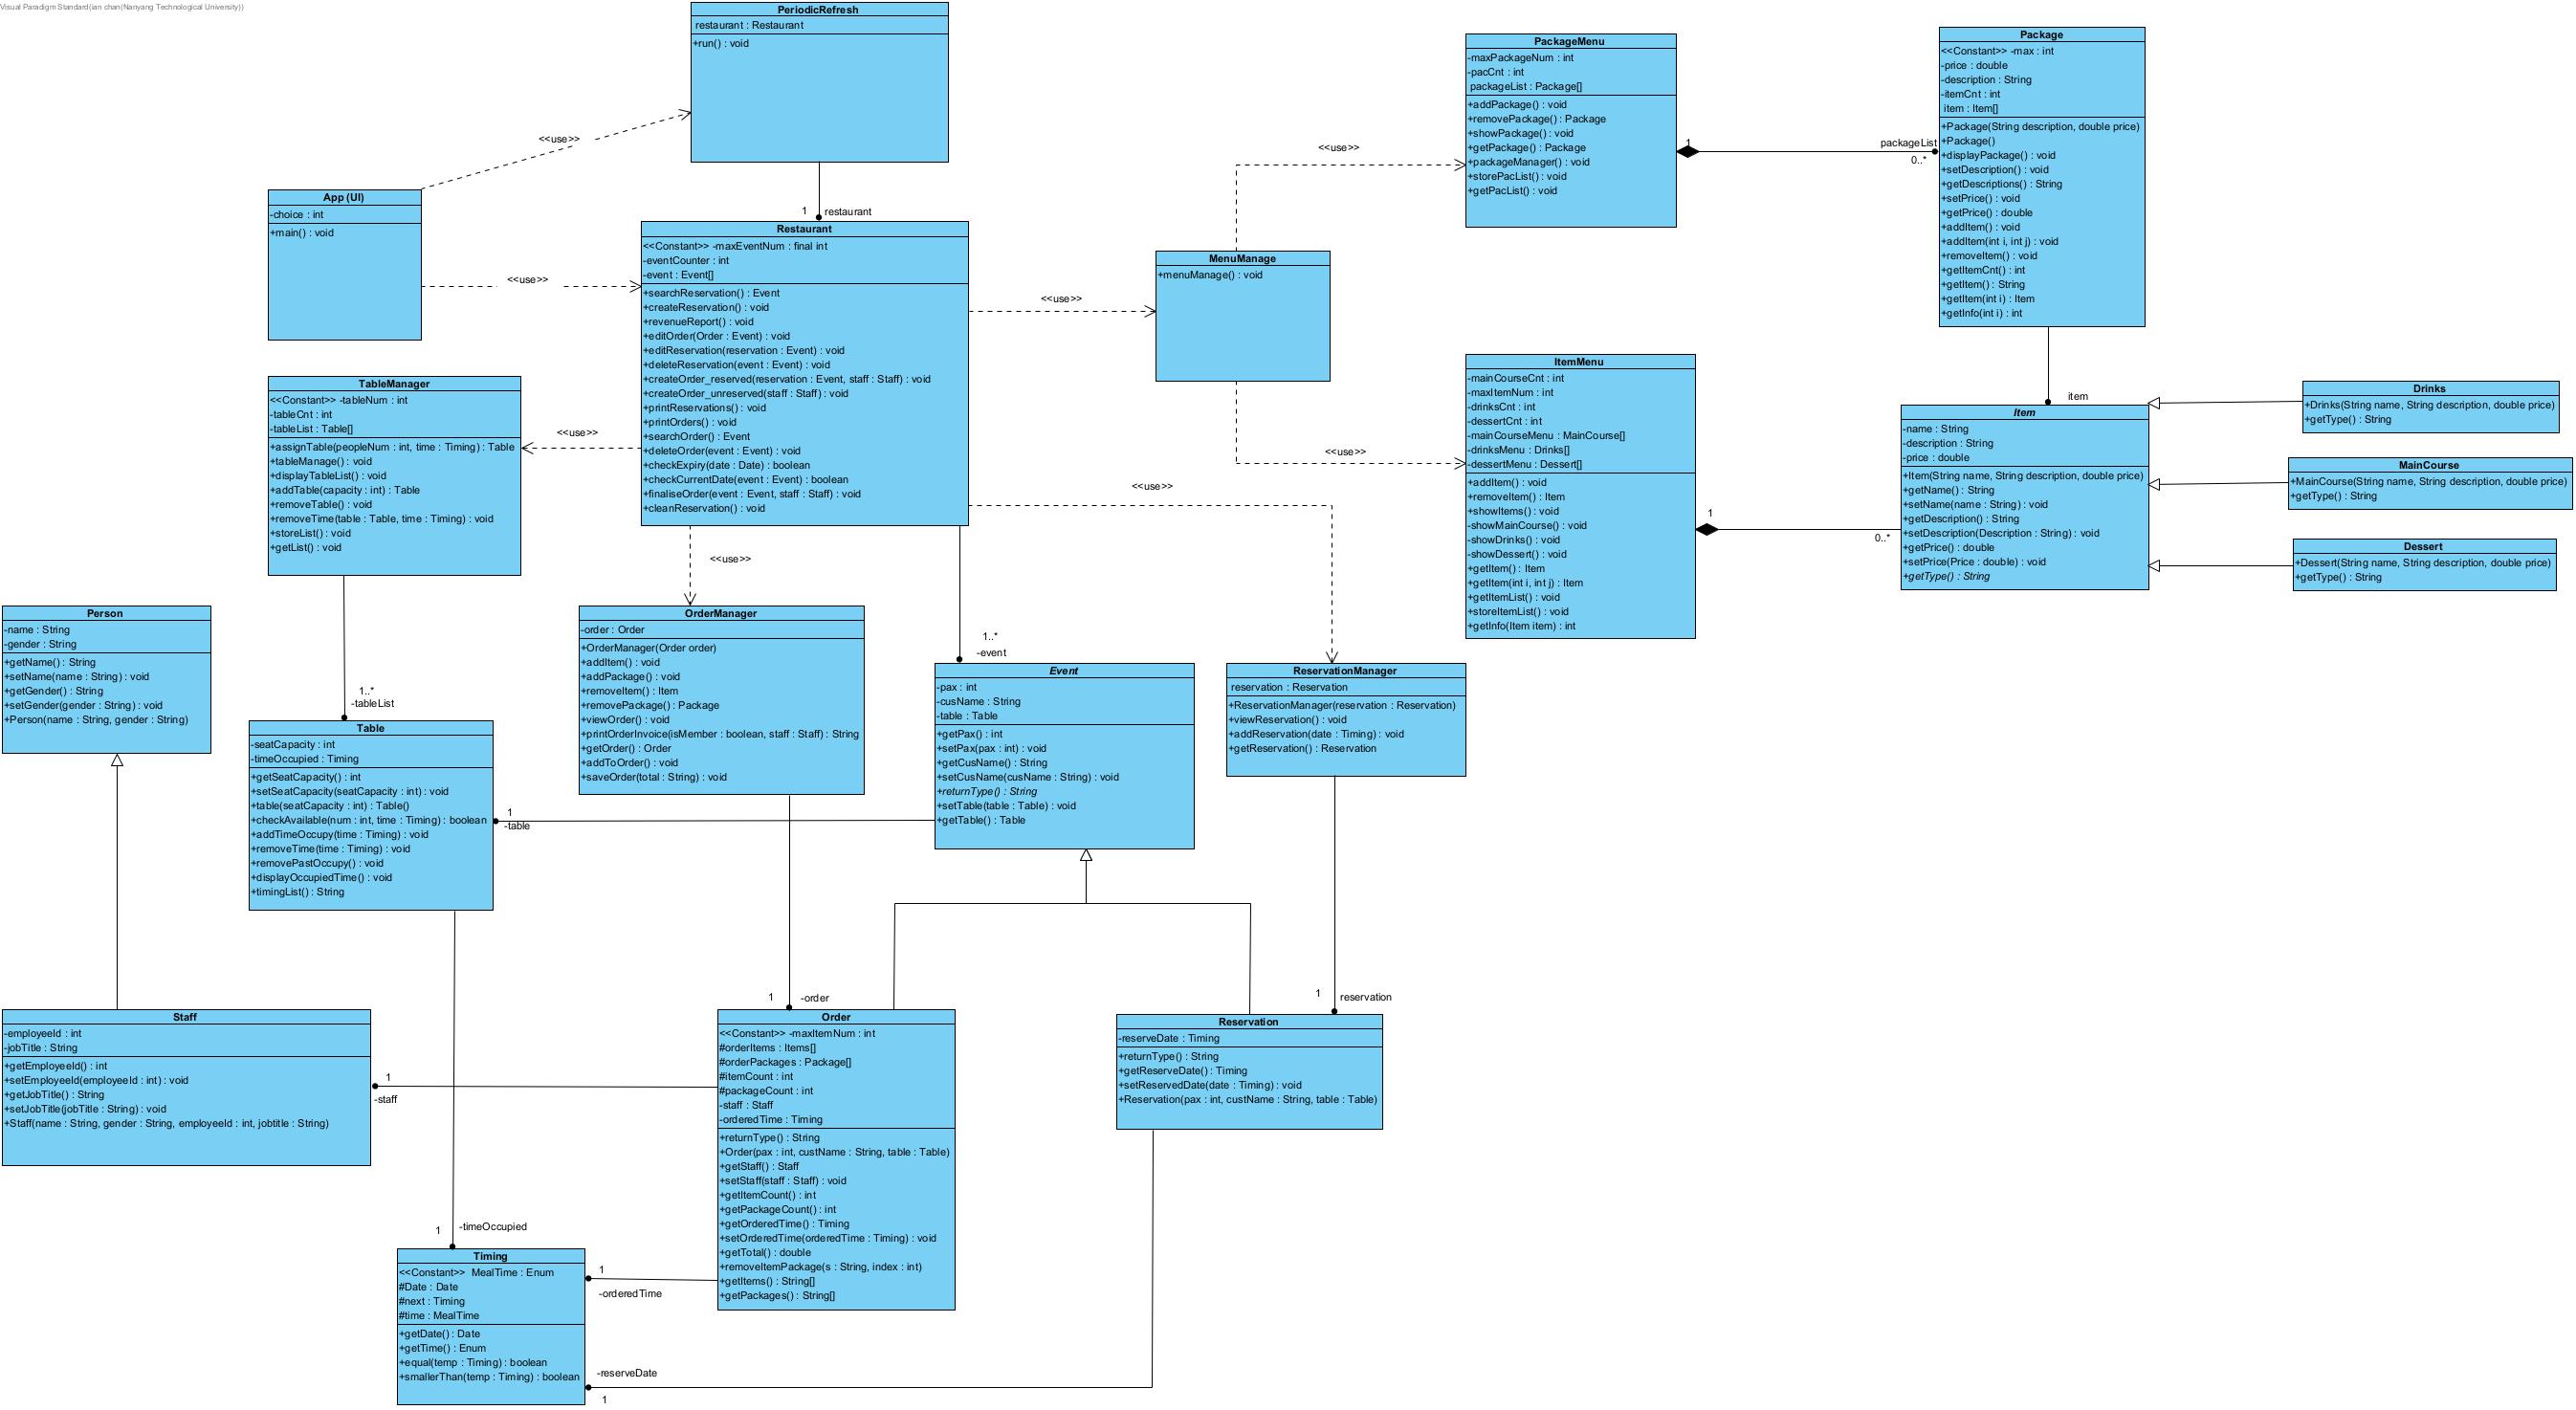 Visual Paradigm Standard(ian chan(Nanyang Technological University))
PeriodicRefresh
restaurant : Restaurant
+run() : void
<<use>>
App (UI)
-choice : int
+main() : void
<<use>>
1 restaurant
Restaurant
<<Constant>> -maxEventNum : final int
-eventCounter : int
-event : Event[]
+searchReservation() : Event
+createReservation() : void
+revenueReport() : void
+editOrder(Order : Event) : void
+editReservation(reservation : Event) : void
+deleteReservation(event : Event) : void
+createOrder_reserved(reservation : Event, staff : Staff) : void
+createOrder_unreserved(staff : Staff) : void
+printReservations() : void
+printOrders() : void
+searchOrder() : Event
+deleteOrder(event : Event) : void
+checkExpiry(date : Date) : boolean
+checkCurrentDate(event : Event) : boolean
+finaliseOrder(event : Event, staff : Staff) : void
+cleanReservation() : void
<<use>>
MenuManage
+menuManage() : void
<<use>>
<<use>>
PackageMenu
-maxPackageNum : int
-pacCnt : int
packageList : Package[]
+addPackage() : void
+removePackage() : Package
+showPackage() : void
+getPackage() : Package
+packageManager() : void
+storePacList() : void
+getPacList() : void
1
packageList
0..*
Package
<<Constant>> -max : int
-price : double
-description : String
-itemCnt : int
item : Item[]
+Package(String description, double price)
+Package()
+displayPackage() : void
+setDescription() : void
+getDescriptions() : String
+setPrice() : void
+getPrice() : double
+addItem() : void
+addItem(int i, int j) : void
+removeItem() : void
+getItemCnt() : int
+getItem() : String
+getItem(int i) : Item
+getInfo(int i) : int
item
ItemMenu
-mainCourseCnt : int
-maxItemNum : int
-drinksCnt : int
-dessertCnt : int
-mainCourseMenu : MainCourse[]
-drinksMenu : Drinks[]
-dessertMenu : Dessert[]
+addItem() : void
+removeItem() : Item
+showItems() : void
-showMainCourse() : void
-showDrinks() : void
-showDessert() : void
+getItem() : Item
+getItem(int i, int j) : Item
+getItemList() : void
+storeItemList() : void
+getInfo(Item item) : int
1
0..*
Item
-name : String
-description : String
-price : double
+Item(String name, String description, double price)
+getName() : String
+setName(name : String) : void
+getDescription() : String
+setDescription(Description : String) : void
+getPrice() : double
+setPrice(Price : double) : void
+getType() : String
Drinks
+Drinks(String name, String description, double price)
+getType() : String
MainCourse
+MainCourse(String name, String description, double price)
+getType() : String
Dessert
+Dessert(String name, String description, double price)
+getType() : String
TableManager
<<Constant>> -tableNum : int
-tableCnt : int
-tableList : Table[]
+assignTable(peopleNum : int, time : Timing) : Table
+tableManage() : void
+displayTableList() : void
+addTable(capacity : int) : Table
+removeTable() : void
+removeTime(table : Table, time : Timing) : void
+storeList() : void
+getList() : void
<<use>>
<<use>>
<<use>>
1..*
-tableList
1..*
-event
Person
-name : String
-gender : String
+getName() : String
+setName(name : String) : void
+getGender() : String
+setGender(gender : String) : void
+Person(name : String, gender : String)
OrderManager
-order : Order
+OrderManager(Order order)
+addItem() : void
+addPackage() : void
+removeItem() : Item
+removePackage() : Package
+viewOrder() : void
+printOrderInvoice(isMember : boolean, staff : Staff) : String
+getOrder() : Order
+addToOrder() : void
+saveOrder(total : String) : void
Event
-pax : int
-cusName : String
-table : Table
+getPax() : int
+setPax(pax : int) : void
+getCusName() : String
+setCusName(cusName : String) : void
+returnType() : String
+setTable(table : Table) : void
+getTable() : Table
ReservationManager
reservation : Reservation
+ReservationManager(reservation : Reservation)
+viewReservation() : void
+addReservation(date : Timing) : void
+getReservation() : Reservation
Table
-seatCapacity : int
-timeOccupied : Timing
+getSeatCapacity() : int
+setSeatCapacity(seatCapacity : int) : void
+table(seatCapacity : int) : Table()
+checkAvailable(num : int, time : Timing) : boolean
+addTimeOccupy(time : Timing) : void
+removeTime(time : Timing) : void
+removePastOccupy() : void
+displayOccupiedTime() : void
+timingList() : String
1
-table
1 -order
1 reservation
Staff
-employeeId : int
-jobTitle : String
+getEmployeeId() : int
+setEmployeeId(employeeId : int) : void
+getJobTitle() : String
+setJobTitle(jobTitle : String) : void
+Staff(name : String, gender : String, employeeId : int, jobtitle : String)
1
-staff
Order
<<Constant>> -maxItemNum : int
#orderItems : Items[]
#orderPackages : Package[]
#itemCount : int
#packageCount : int
-staff : Staff
-orderedTime : Timing
+returnType() : String
+Order(pax : int, custName : String, table : Table)
+getStaff() : Staff
+setStaff(staff : Staff) : void
+getItemCount() : int
+getPackageCount() : int
+getOrderedTime() : Timing
+setOrderedTime(orderedTime : Timing) : void
+getTotal() : double
+removeItemPackage(s : String, index : int)
+getItems() : String[]
+getPackages() : String[]
Reservation
-reserveDate : Timing
+returnType() : String
+getReserveDate() : Timing
+setReservedDate(date : Timing) : void
+Reservation(pax : int, custName : String, table : Table)
1 -timeOccupied
Timing
<<Constant>> MealTime : Enum
#Date : Date
#next : Timing
#time : MealTime
+getDate() : Date
+getTime() : Enum
+equal(temp : Timing) : boolean
+smallerThan(temp : Timing) : boolean
1
-orderedTime
-reserveDate
1